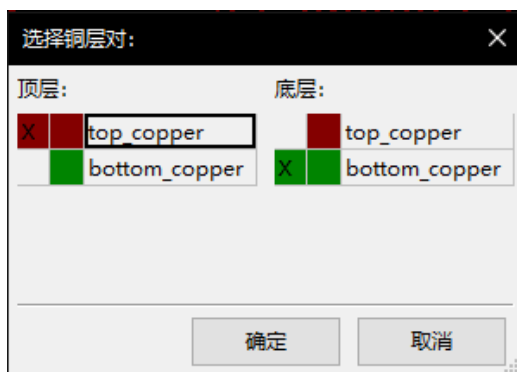 选择铜层对:
顶层: 底层:
X top_copper top_copper
bottom_copper X bottom_copper
确定 取消